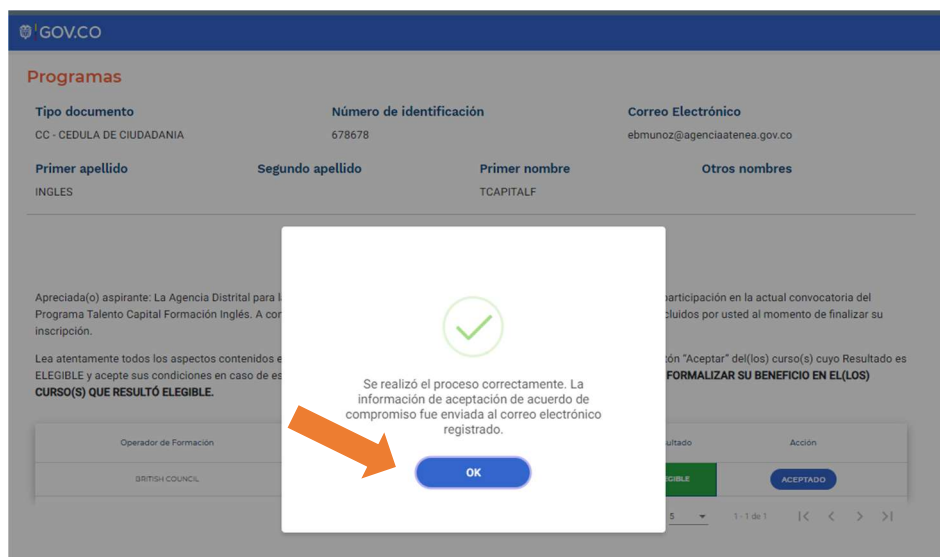 GOV.CO
Programas
Tipo documento Número de identificación Correo Electrónico
CC - CEDULA DE CIUDADANIA 678678 ebmunoz@agenciaatenea.gov.co
Primer apellido Segundo apellido Primer nombre Otros nombres
INGLES TCAPITALF
Apreciada(o) aspirante: La Agencia Distrital para participación en la actual convocatoria del
Programa Talento Capital Formación Inglés. A cluidos por usted al momento de finalizar su
inscripción.
Lea atentamente todos los aspectos contenidos ón "Aceptar" del(los) curso(s) cuyo Resultado es
ELEGIBLE y acepte sus condiciones en caso de FORMALIZAR SU BENEFICIO EN EL(LOS)
CURSO(S) QUE RESULTÓ ELEGIBLE.
Se realizó el proceso correctamente. La
información de aceptación de acuerdo de
compromiso fue enviada al correo electrónico
registrado.
OK
Operador de Formación ultado Acción
BRITISH COUNCIL EGIBLE ACEPTADO
5 1 - 1 de 1